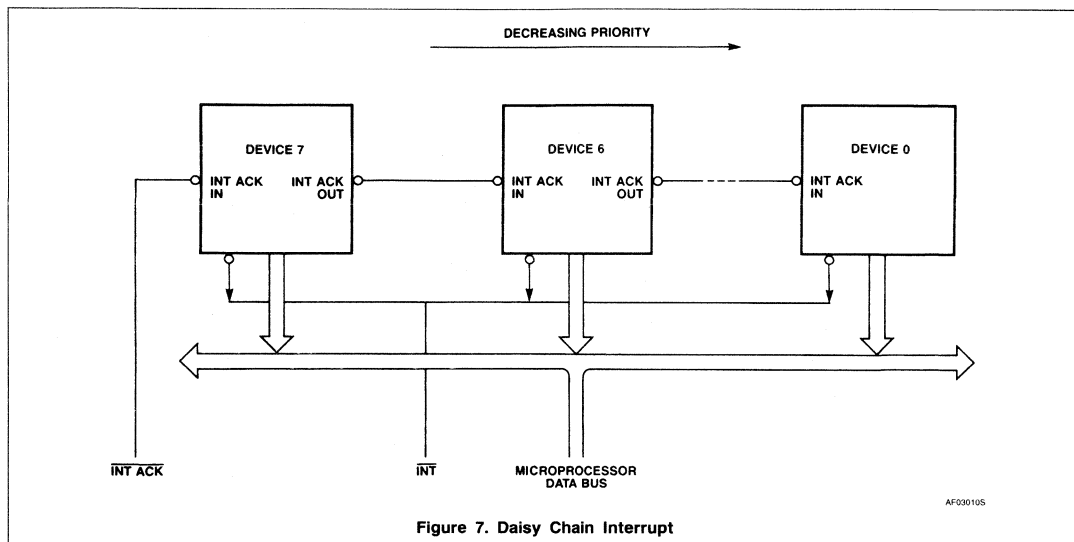 DECREASING PRIORITY
DEVICE 7
INT ACK IN
INT ACK OUT
DEVICE 6
INT ACK IN
INT ACK OUT
DEVICE 0
INT ACK IN
INT ACK
INT
MICROPROCESSOR
DATA BUS
AF03010S
Figure 7. Daisy Chain Interrupt